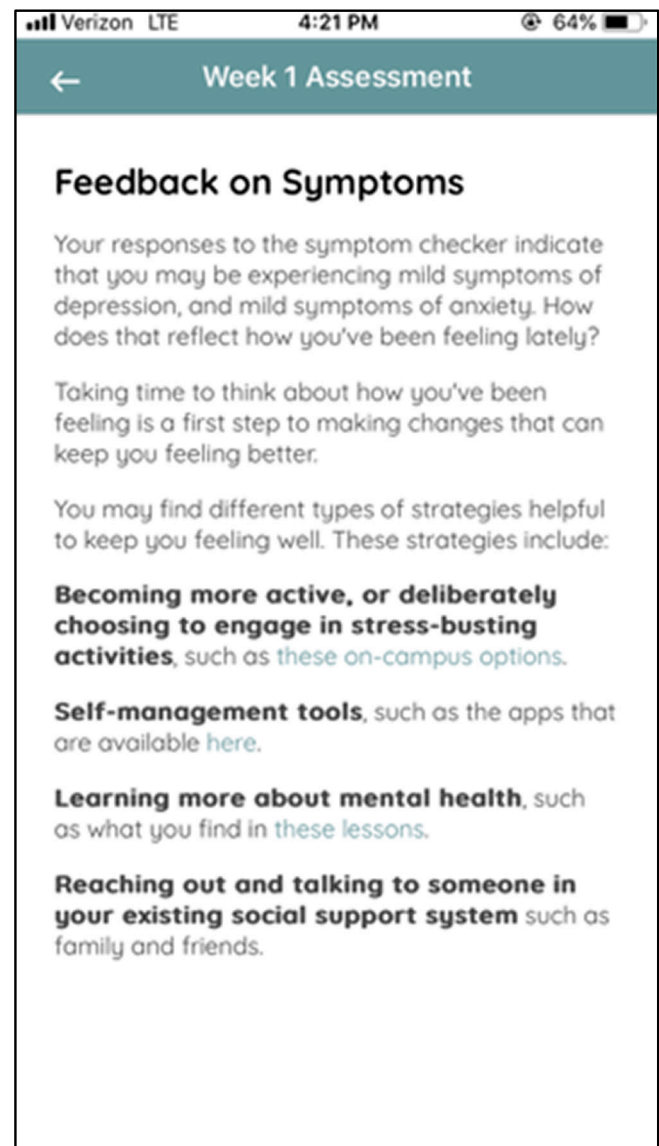 Verizon LTE 4:21 PM 64%
Week 1 Assessment
Feedback on Symptoms
Your responses to the symptom checker indicate
that you may be experiencing mild symptoms of
depression, and mild symptoms of anxiety. How
does that reflect how you've been feeling lately?
Taking time to think about how you've been
feeling is a first step to making changes that can
keep you feeling better.
You may find different types of strategies helpful
to keep you feeling well. These strategies include:
Becoming more active, or deliberately
choosing to engage in stress-busting
activities, such as these on-campus options.
Self-management tools, such as the apps that
are available here.
Learning more about mental health, such
as what you find in these lessons.
Reaching out and talking to someone in
your existing social support system such as
family and friends.